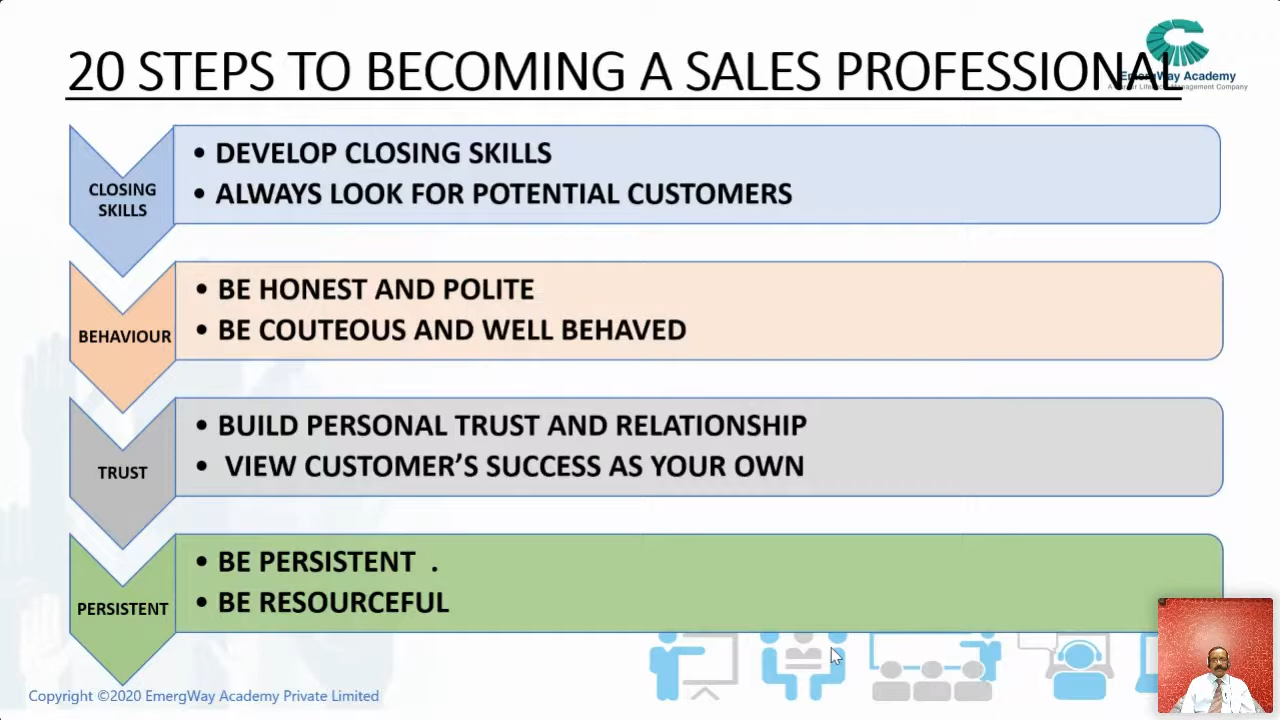 20 STEPS TO BECOMING A SALES PROFESSIONAL
EmergWay Academy
CLOSING
SKILLS
• DEVELOP CLOSING SKILLS
• ALWAYS LOOK FOR POTENTIAL CUSTOMERS
BEHAVIOUR
• BE HONEST AND POLITE
• BE COUTEOUS AND WELL BEHAVED
TRUST
• BUILD PERSONAL TRUST AND RELATIONSHIP
• VIEW CUSTOMER’S SUCCESS AS YOUR OWN
PERSISTENT
• BE PERSISTENT .
• BE RESOURCEFUL
Copyright ©2020 EmergWay Academy Private Limited